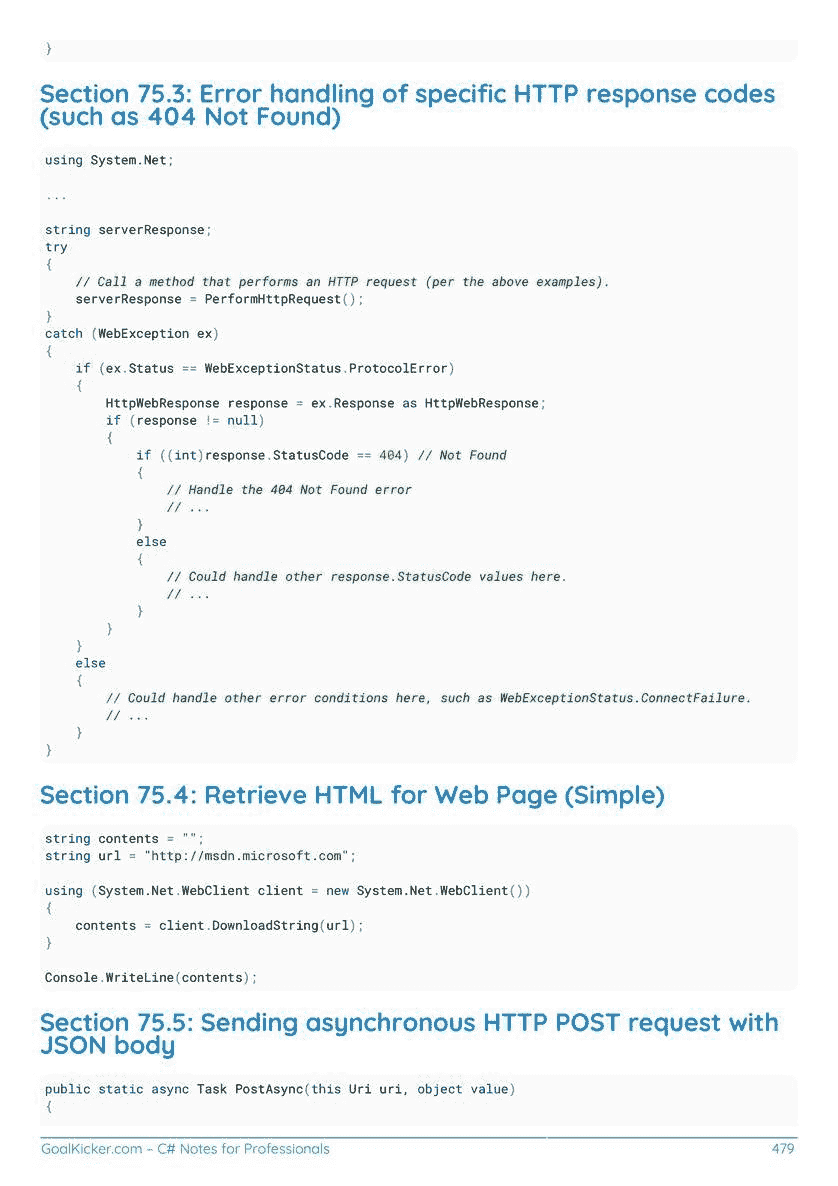 }
Section 75.3: Error handling of specific HTTP response codes
(such as 404 Not Found)
using System.Net;
...
string serverResponse;
try
{
    // Call a method that performs an HTTP request (per the above examples).
    serverResponse = PerformHttpRequest();
}
catch (WebException ex)
{
    if (ex.Status == WebExceptionStatus.ProtocolError)
    {
        HttpWebResponse response = ex.Response as HttpWebResponse;
        if (response != null)
        {
            if ((int)response.StatusCode == 404) // Not Found
            {
                // Handle the 404 Not Found error
                // ...
            }
            else
            {
                // Could handle other response.StatusCode values here.
                // ...
            }
        }
    }
    else
    {
        // Could handle other error conditions here, such as WebExceptionStatus.ConnectFailure.
        // ...
    }
}
Section 75.4: Retrieve HTML for Web Page (Simple)
string contents = "";
string url = "http://msdn.microsoft.com";
using (System.Net.WebClient client = new System.Net.WebClient())
{
    contents = client.DownloadString(url);
}
Console.WriteLine(contents);
Section 75.5: Sending asynchronous HTTP POST request with
JSON body
public static async Task PostAsync(this Uri uri, object value)
{
GoalKicker.com – C# Notes for Professionals 479